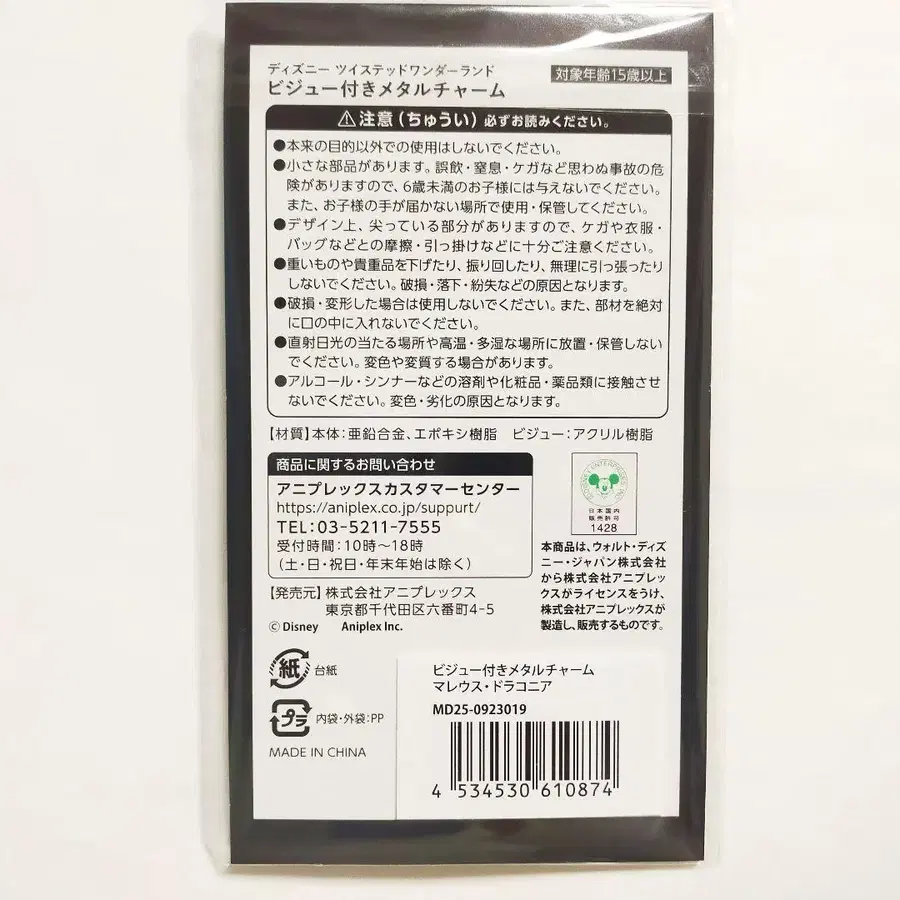 ディズニー ツイステッドワンダーランド
ビジュー付きメタルチャーム
対象年齢15歳以上
⚠注意(ちゅうい)必ずお読みください。
●本来の目的以外での使用はしないでください。
●小さな部品があります。誤飲・窒息・ケガなど思わぬ事故の危
険がありますので、6歳未満のお子様には与えないでください。
また、お子様の手が届かない場所で使用・保管してください。
●デザイン上、尖っている部分がありますので、ケガや衣服・
バッグなどとの摩擦・引っ掛けなどに十分ご注意ください。
●重いものや貴重品を下げたり、振り回したり、無理に引っ張ったり
しないでください。破損・落下・紛失などの原因となります。
●破損・変形した場合は使用しないでください。また、部材を絶対
に口の中に入れないでください。
●直射日光の当たる場所や高温・多湿な場所に放置・保管しない
でください。変色や変質する場合があります。
●アルコール・シンナーなどの溶剤や化粧品・薬品類に接触させ
ないでください。変色・劣化の原因となります。
【材質】本体:亜鉛合金、エポキシ樹脂 ビジュー:アクリル樹脂
商品に関するお問い合わせ
アニプレックスカスタマーセンター
https://aniplex.co.jp/suppurt/
TEL:03-5211-7555
受付時間:10時〜18時
(土・日・祝日・年末年始は除く)
【発売元】株式会社アニプレックス
東京都千代田区六番町4-5
© Disney Aniplex Inc.
日本国内
販売許可
1428
本商品は、ウォルト・ディズ
ニー・ジャパン株式会社
から株式会社アニプレッ
クスがライセンスをうけ、
株式会社アニプレックスが
製造し、販売するものです。
紙 台紙
プラ 内袋・外袋:PP
MADE IN CHINA
ビジュー付きメタルチャーム
マレウス・ドラコニア
MD25-0923019
4 534530 610874